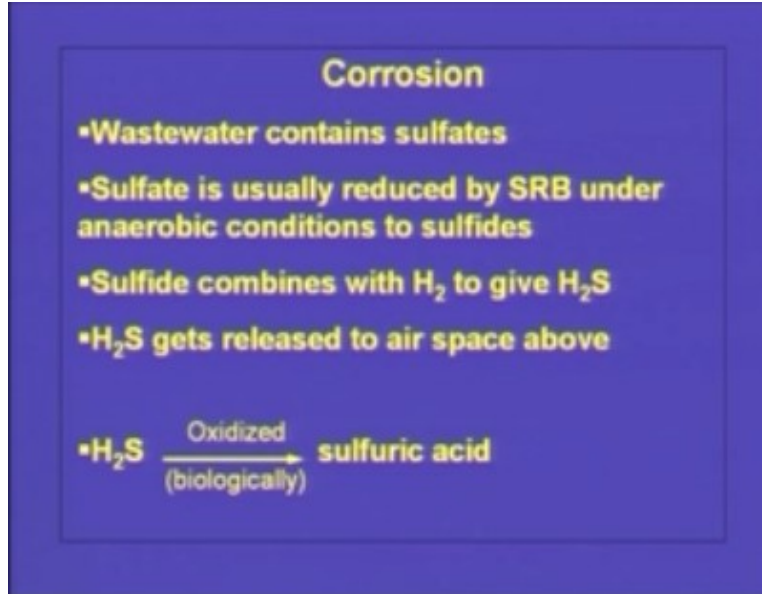 Corrosion
▪Wastewater contains sulfates
▪Sulfate is usually reduced by SRB under
anaerobic conditions to sulfides
▪Sulfide combines with H₂ to give H₂S
▪H₂S gets released to air space above
Oxidized
▪H₂S sulfuric acid
(biologically)